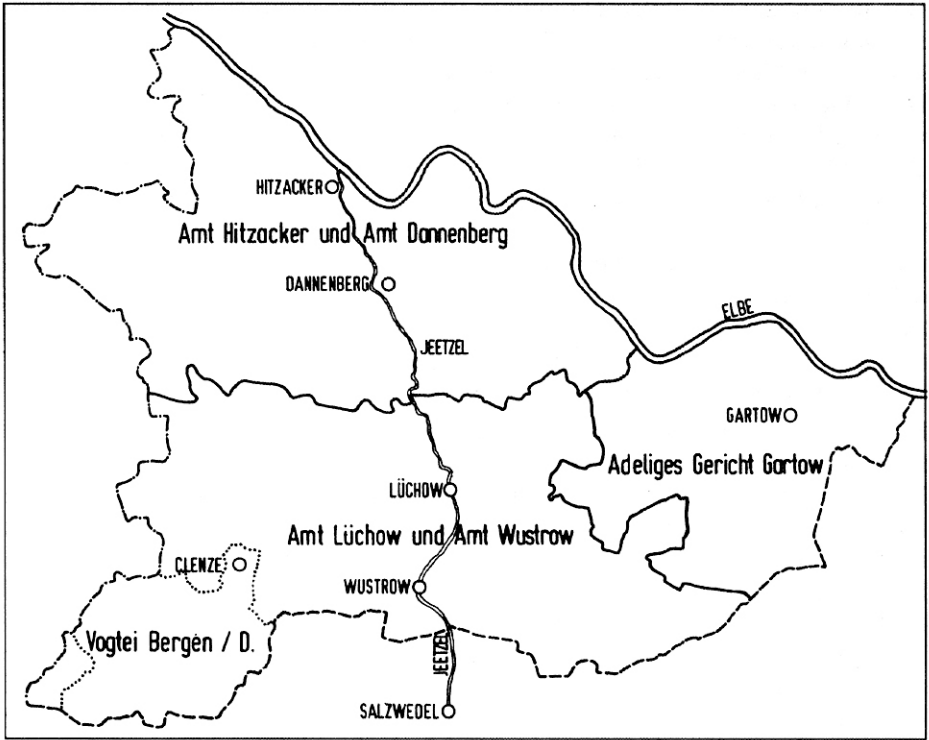 HITZACKER
Amt Hitzacker und Amt Dannenberg
DANNENBERG
ELBE
JEETZEL
GARTOW
Adeliges Gericht Gartow
LÜCHOW
Amt Lüchow und Amt Wustrow
CLENZE
WUSTROW
Vogtei Bergen / D.
JEETZEL
SALZWEDEL